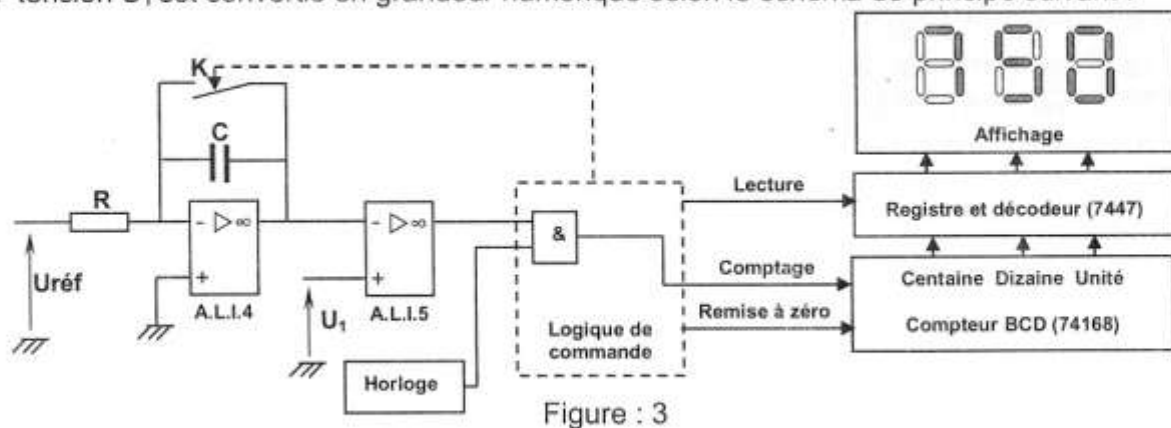 tension U₁ est convertie en grandeur numérique selon le schéma de principe suivant
K
C
R
- ▷∞
+
Uréf
A.L.I.4
- ▷∞
+
U₁
A.L.I.5
Horloge
&
Logique de
commande
Lecture
Comptage
Remise à zéro
Affichage
Registre et décodeur (7447)
Centaine Dizaine Unité
Compteur BCD (74168)
Figure : 3